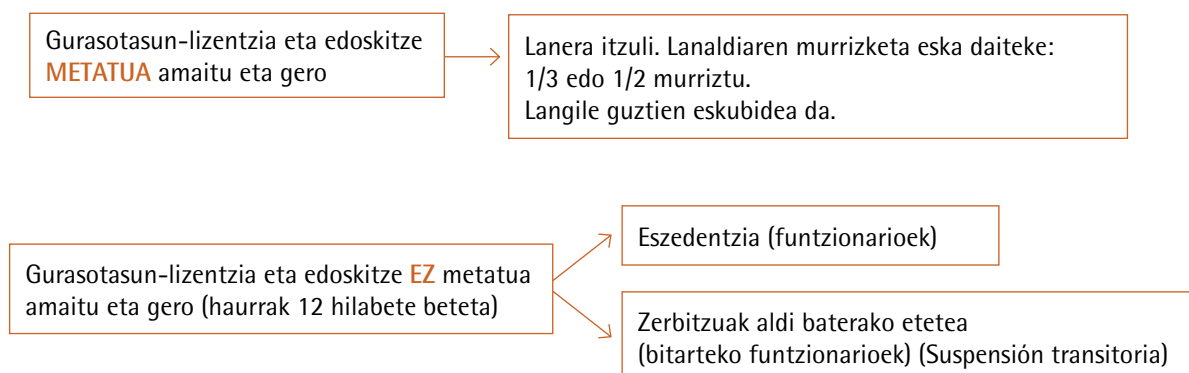 Gurasotasun-lizentzia eta edoskitze
METATUA amaitu eta gero
Lanera itzuli. Lanaldiaren murrizketa eska daiteke:
1/3 edo 1/2 murriztu.
Langile guztien eskubidea da.
Gurasotasun-lizentzia eta edoskitze EZ metatua
amaitu eta gero (haurrak 12 hilabete beteta)
Eszedentzia (funtzionarioek)
Zerbitzuak aldi baterako etetea
(bitarteko funtzionarioek) (Suspensión transitoria)